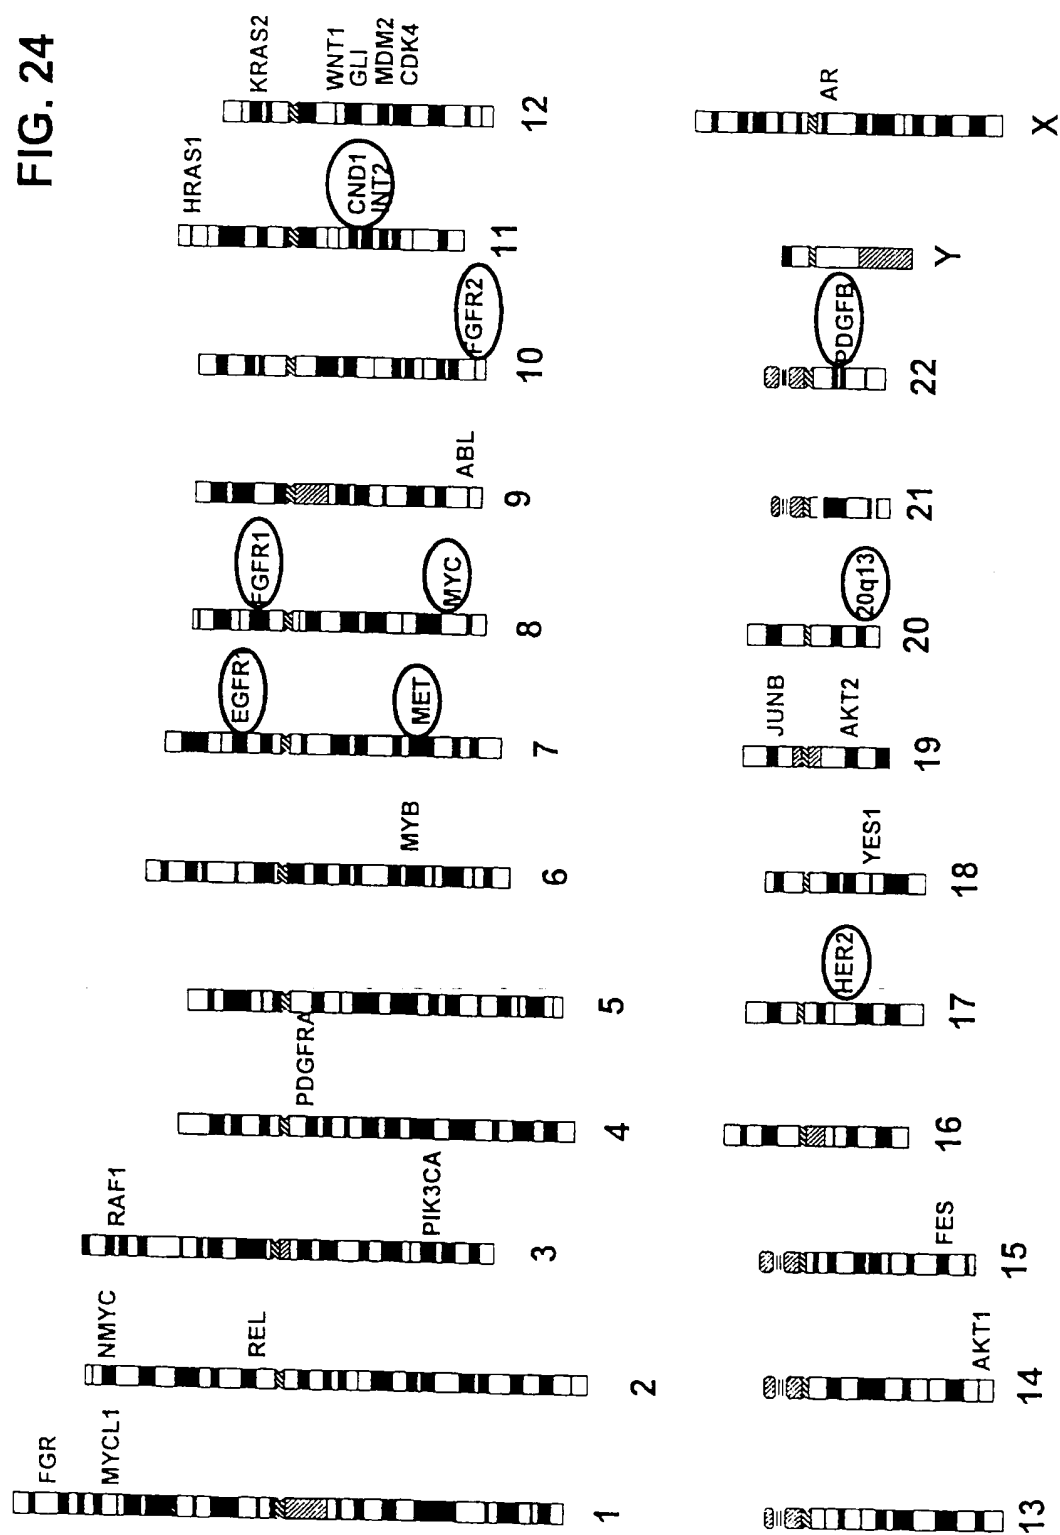 FIG. 24
FGR
MYCL1
1
NMYC
REL
2
RAF1
PIK3CA
3
PDGFRA
4
5
MYB
6
EGFR1
MET
7
FGFR1
MYC
8
ABL
9
FGFR2
10
HRAS1
CND1
INT2
11
KRAS2
WNT1
GLI
MDM2
CDK4
12
13
AKT1
14
FES
15
16
HER2
17
YES1
18
JUNB
AKT2
19
20q13
20
21
PDGFB
22
Y
AR
X